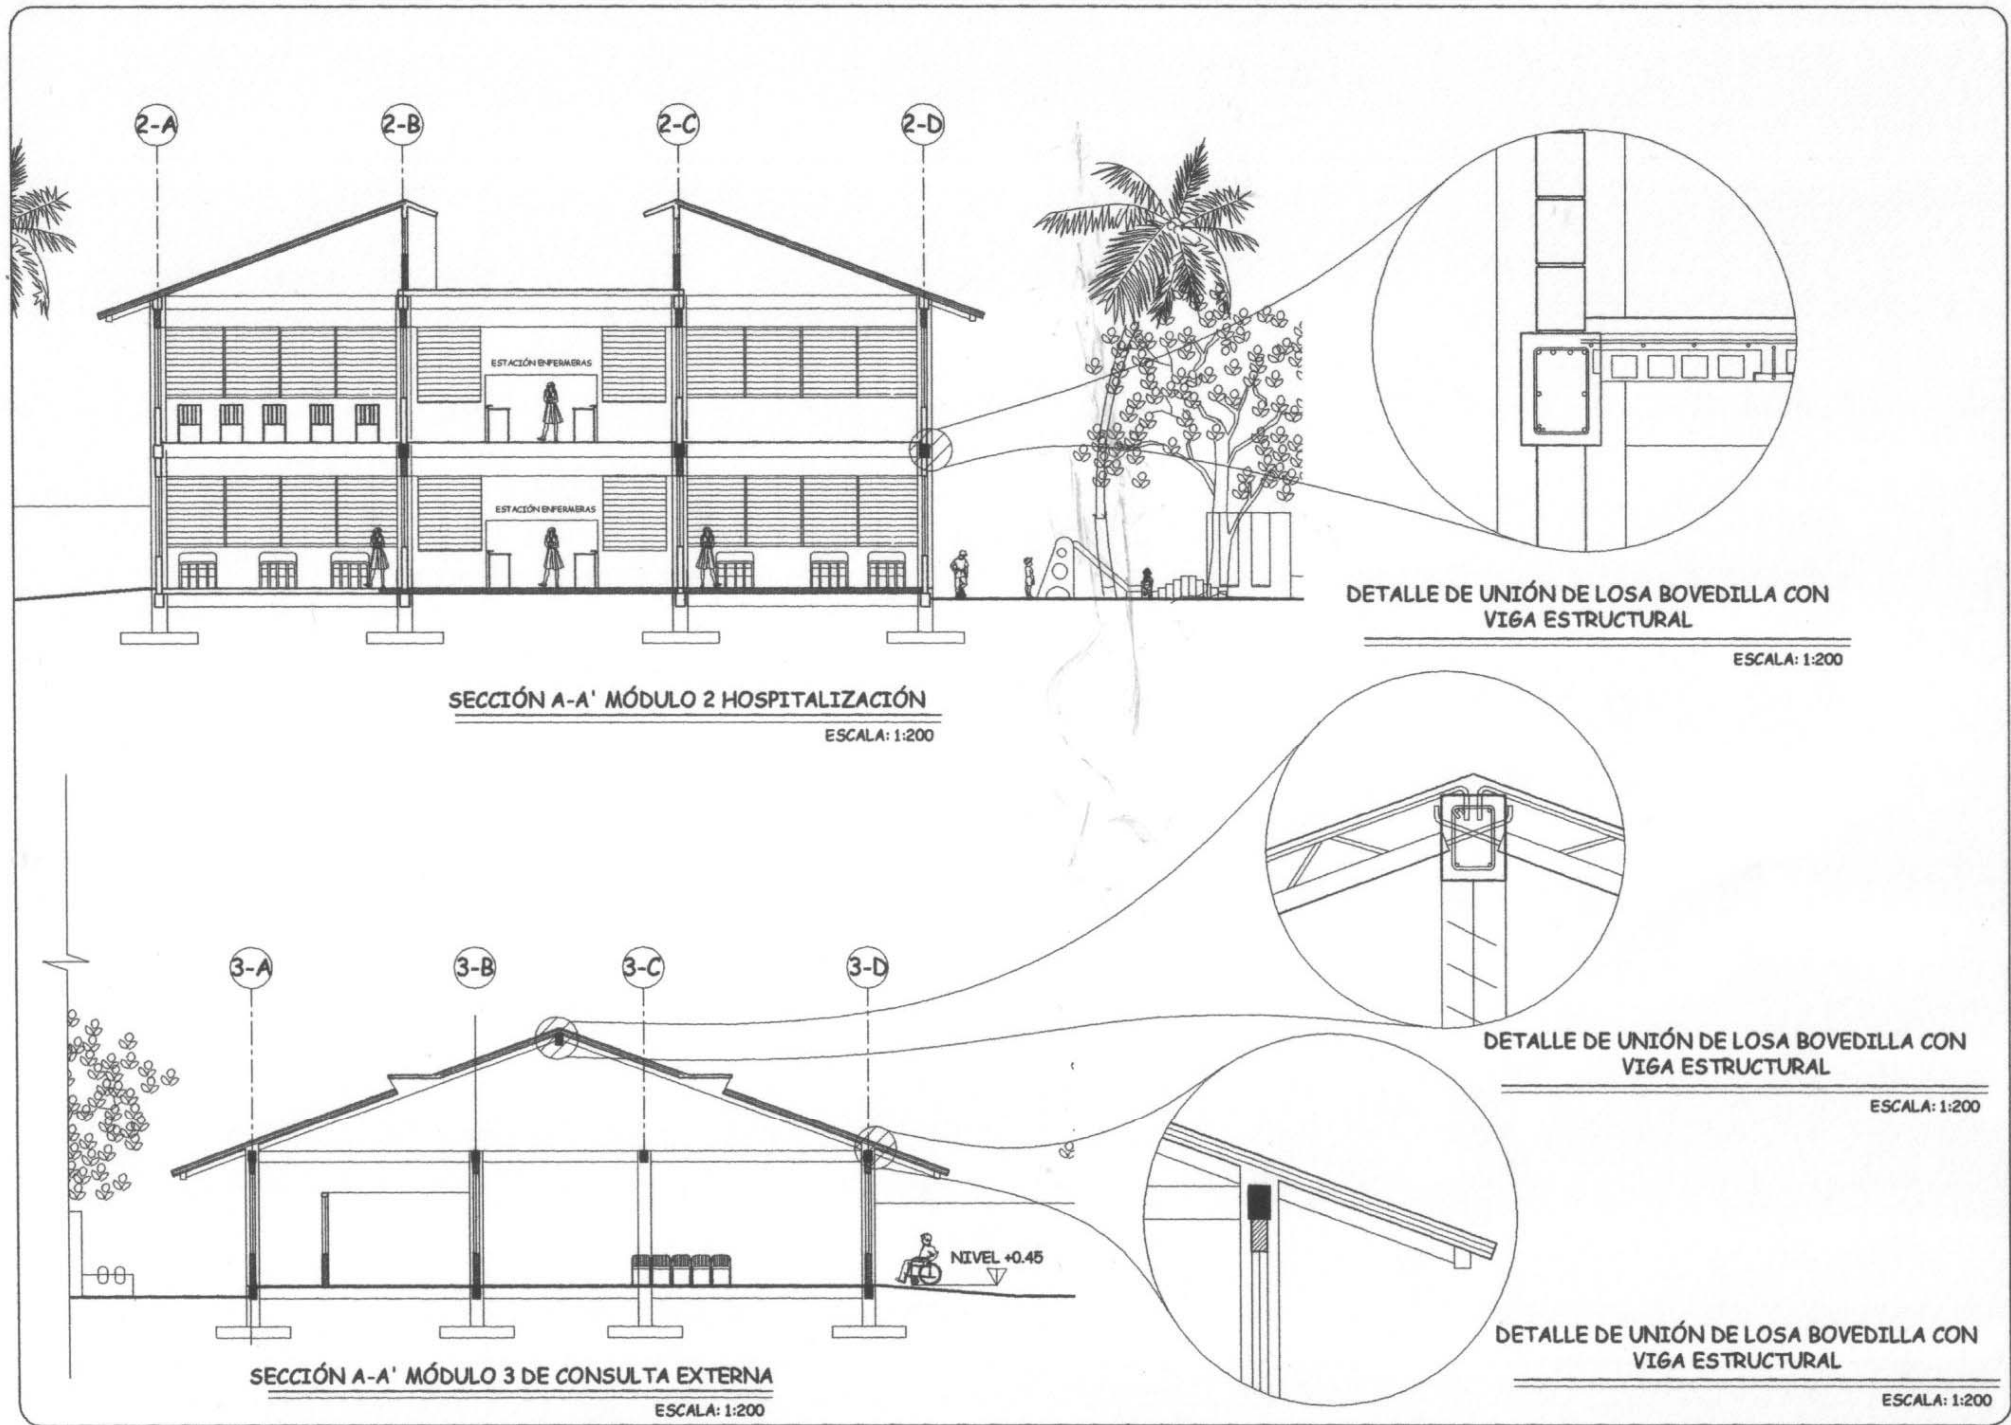 2-A
2-B
2-C
2-D
ESTACIÓN ENFERMERAS
ESTACIÓN ENFERMERAS
SECCIÓN A-A' MÓDULO 2 HOSPITALIZACIÓN
ESCALA: 1:200
DETALLE DE UNIÓN DE LOSA BOVEDILLA CON
VIGA ESTRUCTURAL
ESCALA: 1:200
DETALLE DE UNIÓN DE LOSA BOVEDILLA CON
VIGA ESTRUCTURAL
ESCALA: 1:200
3-A
3-B
3-C
3-D
NIVEL +0.45
SECCIÓN A-A' MÓDULO 3 DE CONSULTA EXTERNA
ESCALA: 1:200
DETALLE DE UNIÓN DE LOSA BOVEDILLA CON
VIGA ESTRUCTURAL
ESCALA: 1:200